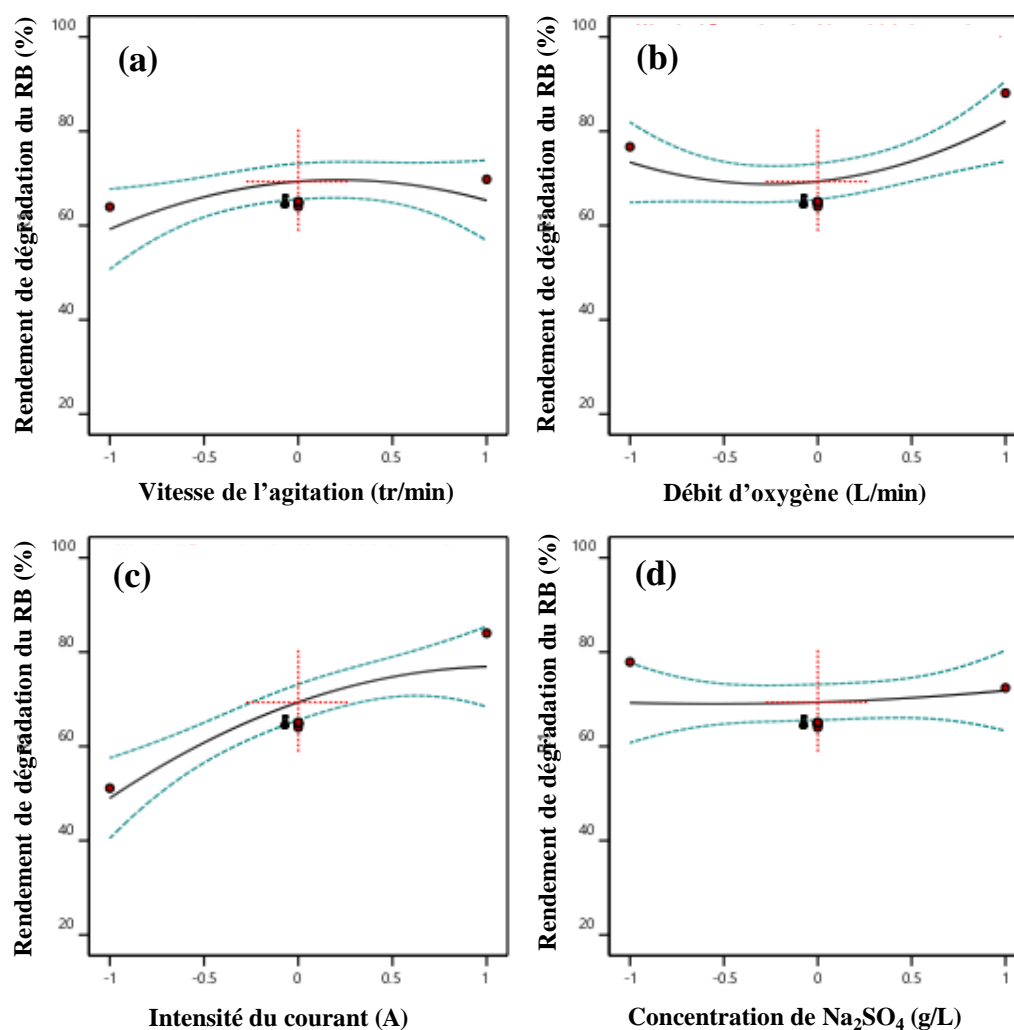 Rendement de dégradation du RB (%)
100
80
60
40
20
(a)
-1 -0.5 0 0.5 1
Vitesse de l’agitation (tr/min)
Rendement de dégradation du RB (%)
100
80
60
40
20
(b)
-1 -0.5 0 0.5 1
Débit d’oxygène (L/min)
Rendement de dégradation du RB (%)
100
80
60
40
20
(c)
-1 -0.5 0 0.5 1
Intensité du courant (A)
Rendement de dégradation du RB (%)
100
80
60
40
20
(d)
-1 -0.5 0 0.5 1
Concentration de Na₂SO₄ (g/L)